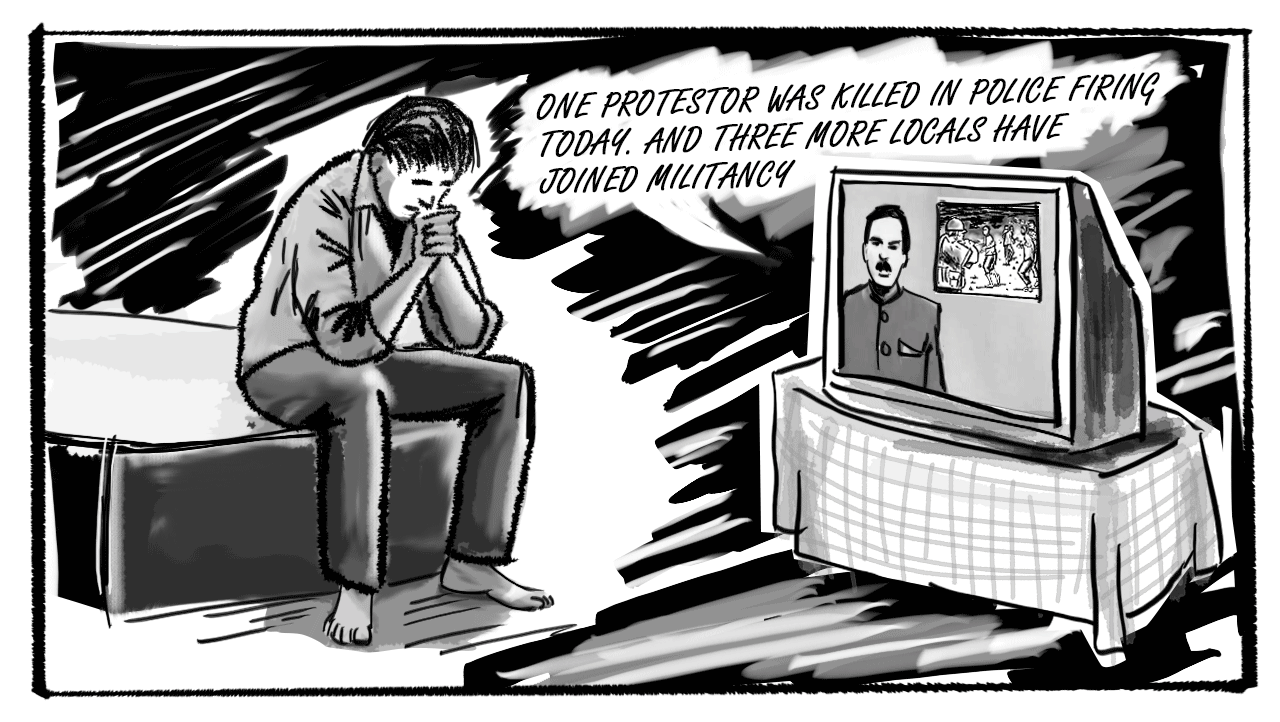 ONE PROTESTOR WAS KILLED IN POLICE FIRING
TODAY. AND THREE MORE LOCALS HAVE
JOINED MILITANCY